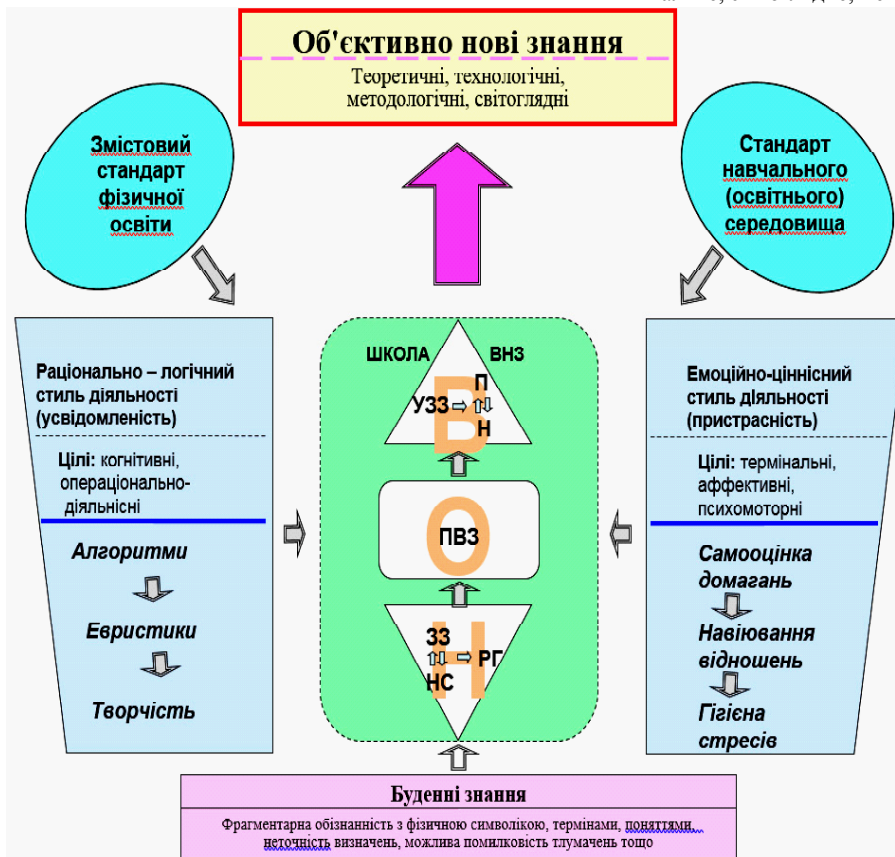 Об'єктивно нові знання
Теоретичні, технологічні,
методологічні, світоглядні
Змістовий
стандарт
фізичної
освіти
Стандарт
навчального
(освітнього)
середовища
Раціонально – логічний
стиль діяльності
(усвідомленість)
Цілі: когнітивні,
операціонально-
діяльнісні
Алгоритми
Евристики
Творчість
ШКОЛА ВНЗ
В
П
УЗЗ
Н
О
ПВЗ
Н
ЗЗ
РГ
НС
Емоційно-ціннісний
стиль діяльності
(пристрасність)
Цілі: термінальні,
аффективні,
психомоторні
Самооцінка
домагань
Навіювання
відношень
Гігієна
стресів
Буденні знання
Фрагментарна обізнанність з фізичною символікою, термінами, поняттями,
неточність визначень, можлива помилковість тлумачень тощо